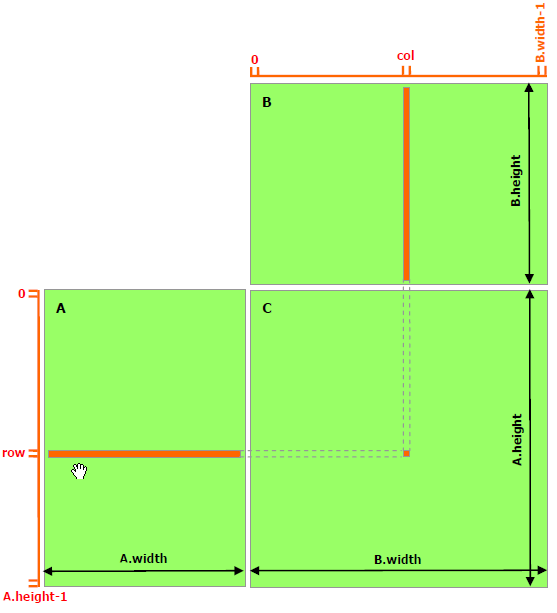 B.width-1
0
col
B
B.height
0
A
C
A.height
row
A.width
B.width
A.height-1